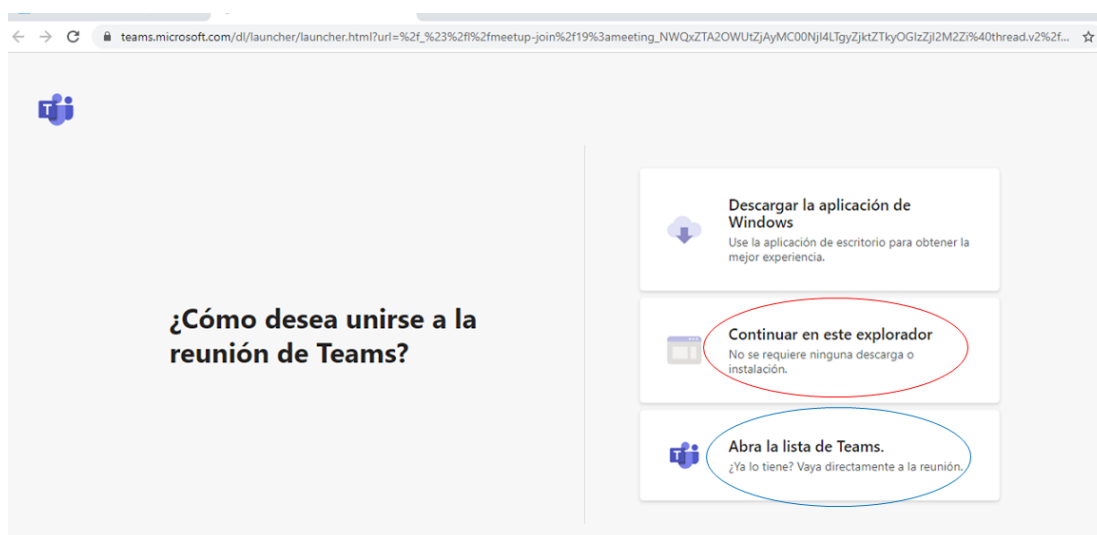 teams.microsoft.com/dl/launcher/launcher.html?url=%2f_%23%2fl%2fmeetup-join%2f19%3ameeting_NWQxZTA2OWUtZjAyMC00NjI4LTgyZjktZTkyOGIzZjI2M2Zi%40thread.v2%2f...
Descargar la aplicación de
Windows
Use la aplicación de escritorio para obtener la
mejor experiencia.
¿Cómo desea unirse a la
reunión de Teams?
Continuar en este explorador
No se requiere ninguna descarga o
instalación.
Abra la lista de Teams.
¿Ya lo tiene? Vaya directamente a la reunión.